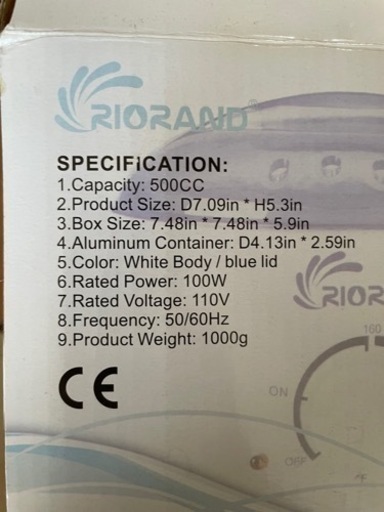 RIORAND®
SPECIFICATION:
1.Capacity: 500CC
2.Product Size: D7.09in * H5.3in
3.Box Size: 7.48in * 7.48in * 5.9in
4.Aluminum Container: D4.13in * 2.59in
5.Color: White Body / blue lid
RIOR
6.Rated Power: 100W
7.Rated Voltage: 110V
8.Frequency: 50/60Hz
160
9.Product Weight: 1000g
CE
ON
OFF
°F